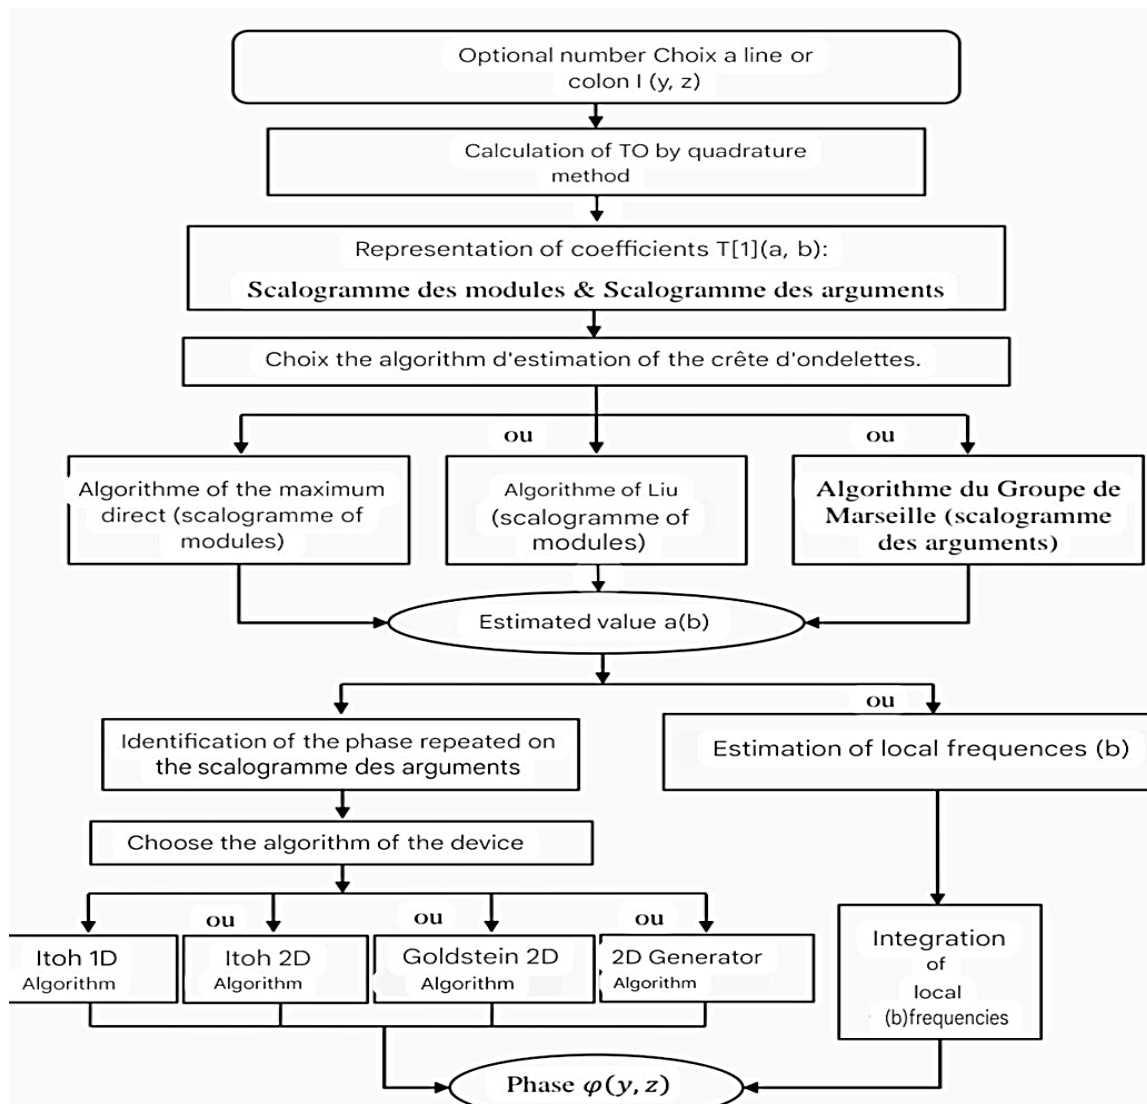 Optional number Choix a line or
colon I (y, z)
Calculation of TO by quadrature
method
Representation of coefficients T[1](a, b):
Scalogramme des modules & Scalogramme des arguments
Choix the algorithm d'estimation of the crête d'ondelettes.
ou
ou
Algorithme of the maximum
direct (scalogramme of
modules)
Algorithme of Liu
(scalogramme of
modules)
Algorithme du Groupe de
Marseille (scalogramme
des arguments)
Estimated value a(b)
ou
Identification of the phase repeated on
the scalogramme des arguments
Estimation of local frequences (b)
Choose the algorithm of the device
ou
ou
ou
Itoh 1D
Algorithm
Itoh 2D
Algorithm
Goldstein 2D
Algorithm
2D Generator
Algorithm
Integration
of
local
(b)frequencies
Phase φ(y, z)